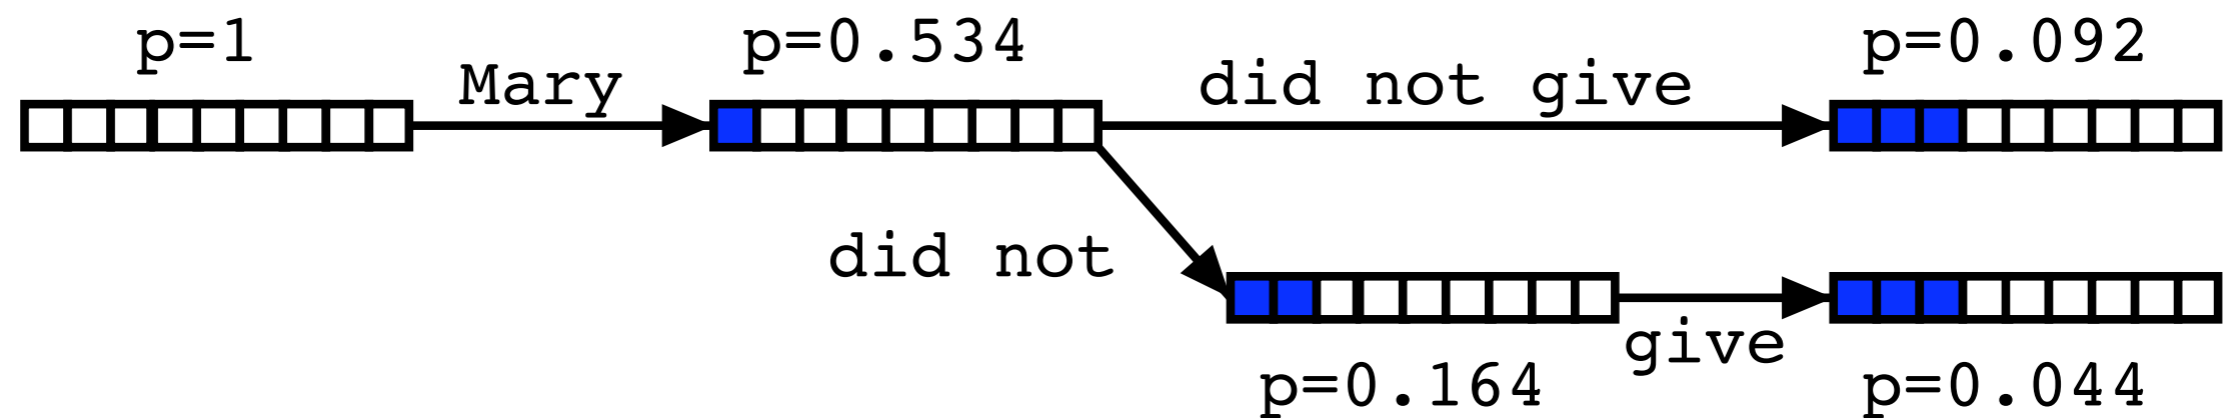 p=1
p=0.534
p=0.092
Mary
did not give
did not
give
p=0.164
p=0.044